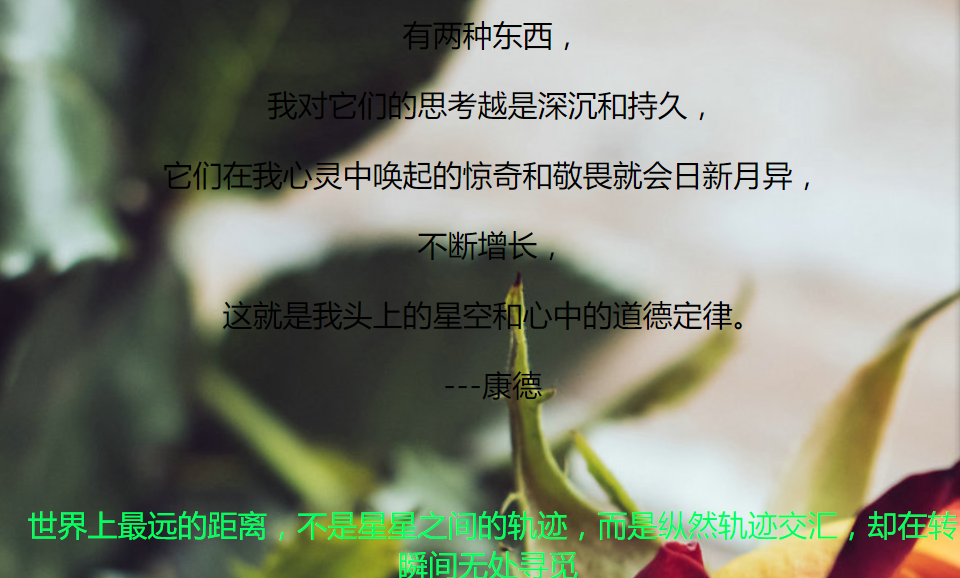 有两种东西，
我对它们的思考越是深沉和持久，
它们在我心灵中唤起的惊奇和敬畏就会日新月异，
不断增长，
这就是我头上的星空和心中的道德定律。
---康德
世界上最远的距离，不是星星之间的轨迹，而是纵然轨迹交汇，却在转
瞬间无处寻觅